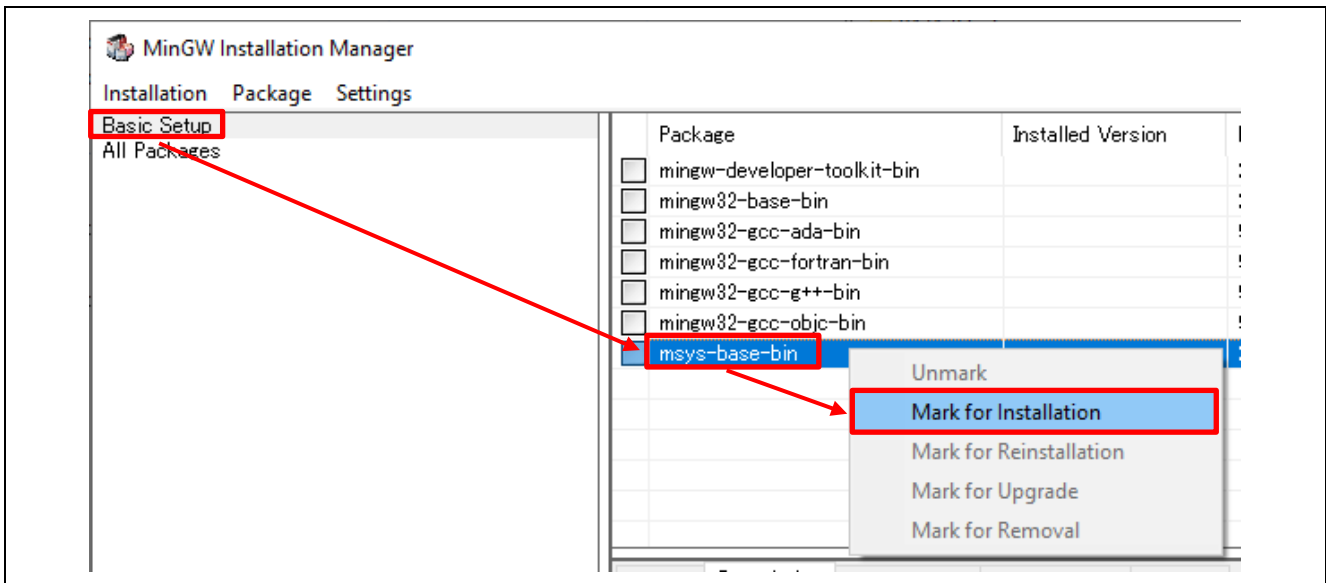 MinGW Installation Manager
Installation Package Settings
Basic Setup
All Packages
Package Installed Version
mingw-developer-toolkit-bin
mingw32-base-bin
mingw32-gcc-ada-bin
mingw32-gcc-fortran-bin
mingw32-gcc-g++-bin
mingw32-gcc-objc-bin
msys-base-bin
Unmark
Mark for Installation
Mark for Reinstallation
Mark for Upgrade
Mark for Removal